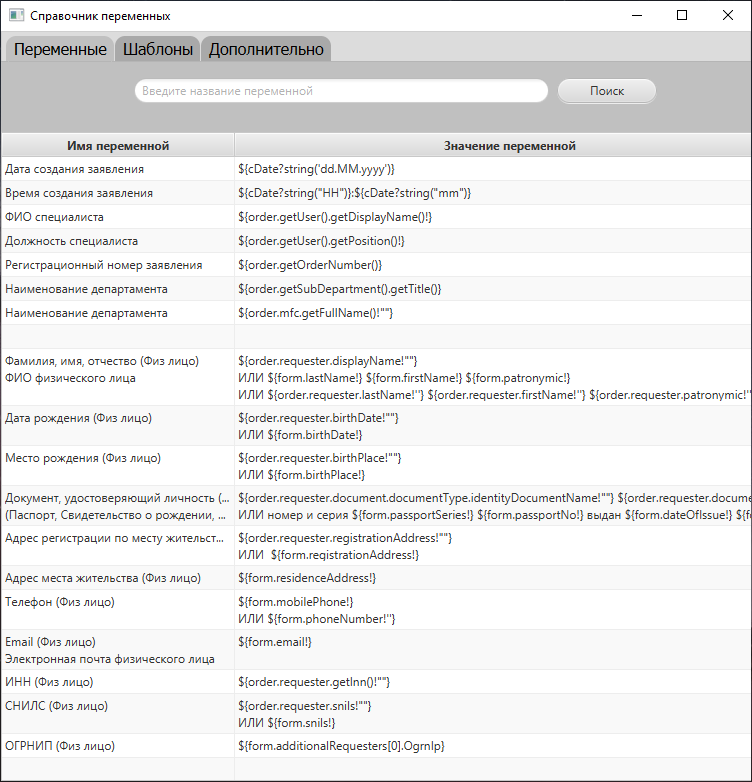 Справочник переменных
Переменные Шаблоны Дополнительно
Введите название переменной Поиск
Имя переменной Значение переменной
Дата создания заявления ${cDate?string('dd.MM.yyyy')}
Время создания заявления ${cDate?string("HH")}:${cDate?string("mm")}
ФИО специалиста ${order.getUser().getDisplayName()!}
Должность специалиста ${order.getUser().getPosition()!}
Регистрационный номер заявления ${order.getOrderNumber()}
Наименование департамента ${order.getSubDepartment().getTitle()}
Наименование департамента ${order.mfc.getFullName()!""}
Фамилия, имя, отчество (Физ лицо) ${order.requester.displayName!""}
ФИО физического лица ИЛИ ${form.lastName!} ${form.firstName!} ${form.patronymic!}
ИЛИ ${order.requester.lastName!''} ${order.requester.firstName!''} ${order.requester.patronymic!''
Дата рождения (Физ лицо) ${order.requester.birthDate!""}
ИЛИ ${form.birthDate!}
Место рождения (Физ лицо) ${order.requester.birthPlace!""}
ИЛИ ${form.birthPlace!}
Документ, удостоверяющий личность (... ${order.requester.document.documentType.identityDocumentName!""} ${order.requester.docume
(Паспорт, Свидетельство о рождении, ... ИЛИ номер и серия ${form.passportSeries!} ${form.passportNo!} выдан ${form.dateOfIssue!} ${f
Адрес регистрации по месту жительст... ${order.requester.registrationAddress!""}
ИЛИ  ${form.registrationAddress!}
Адрес места жительства (Физ лицо) ${form.residenceAddress!}
Телефон (Физ лицо) ${form.mobilePhone!}
ИЛИ ${form.phoneNumber!''}
Email (Физ лицо) ${form.email!}
Электронная почта физического лица
ИНН (Физ лицо) ${order.requester.getInn()!""}
СНИЛС (Физ лицо) ${order.requester.snils!""}
ИЛИ ${form.snils!}
ОГРНИП (Физ лицо) ${form.additionalRequesters[0].OgrnIp}